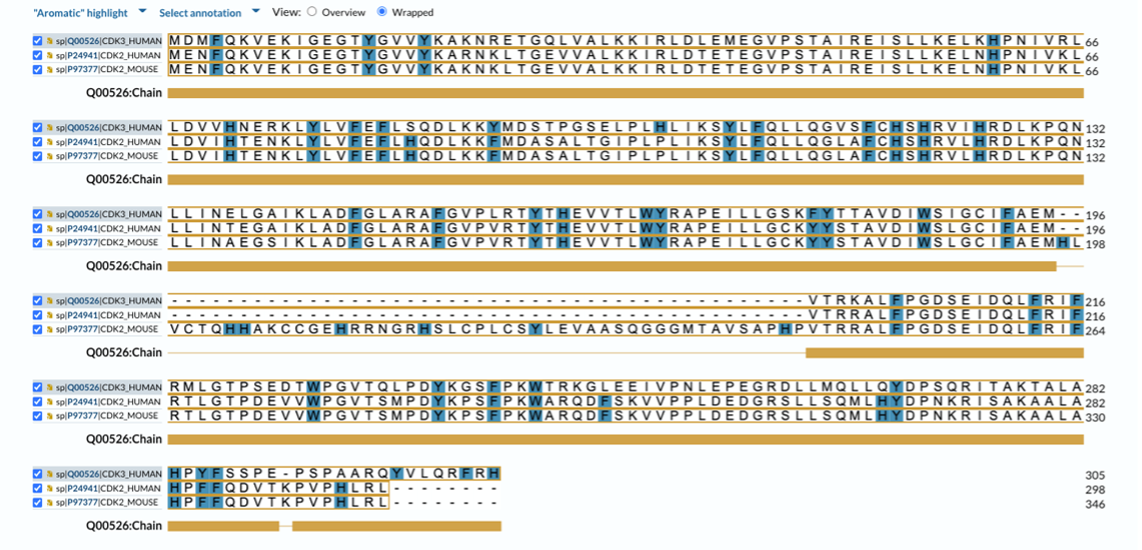 "Aromatic" highlight Select annotation View: Overview Wrapped
sp|Q00526|CDK3_HUMAN MDMFQKVEKIGEGTYGVVYKAKNRETGQLVALKKIRLDLEMEGVPSTAIREISLLKELKHPNIVRL 66
sp|P24941|CDK2_HUMAN MENFQKVEKIGEGTYGVVYKARNKLTGEVVALKKIRLDTETEGVPSTAIREISLLKELNHPNIVKL 66
sp|P97377|CDK2_MOUSE MENFQKVEKIGEGTYGVVYKARNKLTGEVVALKKIRLDTETEGVPSTAIREISLLKELNHPNIVKL 66
Q00526:Chain
sp|Q00526|CDK3_HUMAN LDVVHNERKLYLVFEFLSQDLKKYMDSTPGSELPLHLIKSYLFQLLQGVSFCHSHRVIHRDLKPQN 132
sp|P24941|CDK2_HUMAN LDVIHTENKLYLVFEFLHQDLKKFMDASALTGIPLPLIKSYLFQLLQGLAFCHSHRVLHRDLKPQN 132
sp|P97377|CDK2_MOUSE LDVIHTENKLYLVFEFLHQDLKKFMDASALTGIPLPLIKSYLFQLLQGLAFCHSHRVLHRDLKPQN 132
Q00526:Chain
sp|Q00526|CDK3_HUMAN LLINELGAIKLADFGLARAFGVPLRTYTHEVVTLWYRAPEILLGSKFYTTAVDIWSIGCIFAEM-- 196
sp|P24941|CDK2_HUMAN LLINTEGAIKLADFGLARAFGVPVRTYTHEVVTLWYRAPEILLGCKYYSTAVDIWSLGCIFAEM-- 196
sp|P97377|CDK2_MOUSE LLINAEGSIKLADFGLARAFGVPVRTYTHEVVTLWYRAPEILLGCKYYSTAVDIWSLGCIFAEMHL 198
Q00526:Chain
sp|Q00526|CDK3_HUMAN ----------------------------------------------VTRKALFPGDSEIDQLFRIF 216
sp|P24941|CDK2_HUMAN ----------------------------------------------VTRRALFPGDSEIDQLFRIF 216
sp|P97377|CDK2_MOUSE VCTQHHAKCCGEHRRNGRHSLCPLCSYLEVAASQGGGMTAVSAPHPVTRRALFPGDSEIDQLFRIF 264
Q00526:Chain
sp|Q00526|CDK3_HUMAN RMLGTPSEDTWPGVTQLPDYKGSFPKWTRKGLEEIVPNLEPEGRDLLMQLLQYDPSQRITAKTALA 282
sp|P24941|CDK2_HUMAN RTLGTPDEVVWPGVTSMPDYKPSFPKWARQDFSKVVPPLDEDGRSLLSQMLHYDPNKRISAKAALA 282
sp|P97377|CDK2_MOUSE RTLGTPDEVVWPGVTSMPDYKPSFPKWARQDFSKVVPPLDEDGRSLLSQMLHYDPNKRISAKAALA 330
Q00526:Chain
sp|Q00526|CDK3_HUMAN HPYFSSPE-PSPAARQYVLQRFRH 305
sp|P24941|CDK2_HUMAN HPFFQDVTKPVPHLRL-------- 298
sp|P97377|CDK2_MOUSE HPFFQDVTKPVPHLRL-------- 346
Q00526:Chain